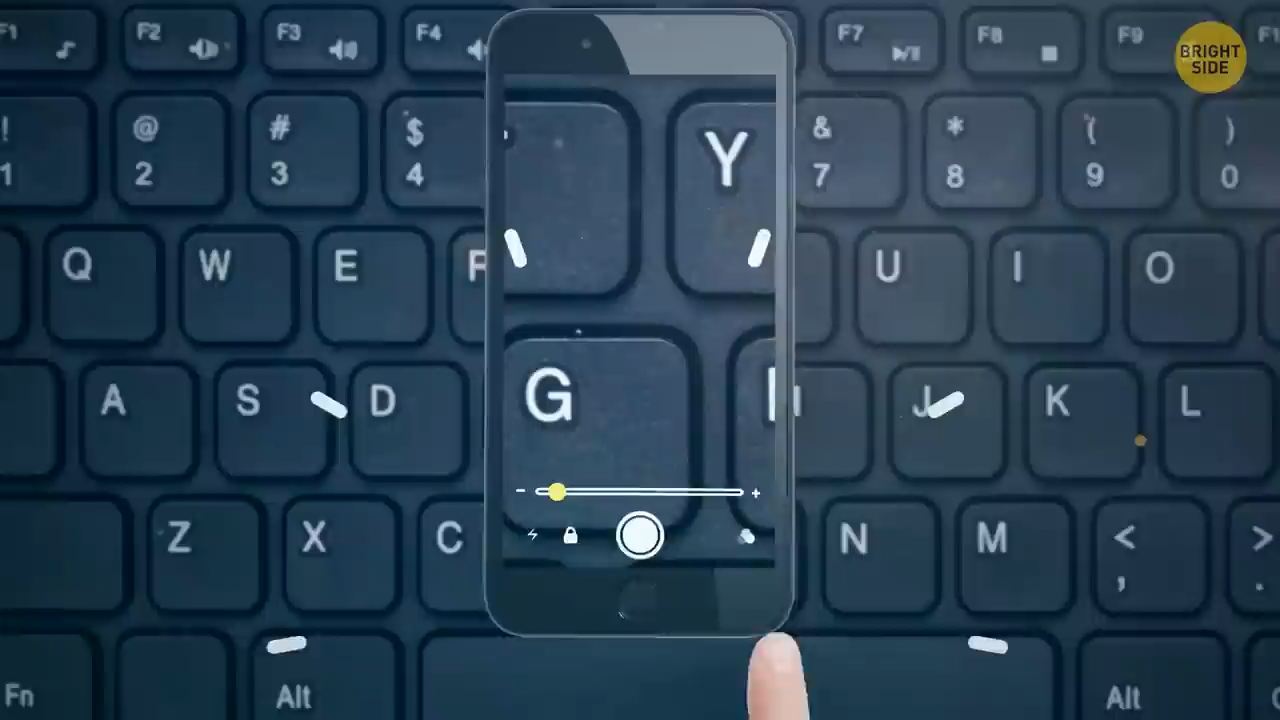 F1 F2 F3 F4 F7 F8 F9 F1
BRIGHT
SIDE
! @ # $ & * ( )
1 2 3 4 7 8 9 0
Y
Q W E U I O
A S D G J K L
- +
Z X C N M < >
, .
Fn Alt Alt